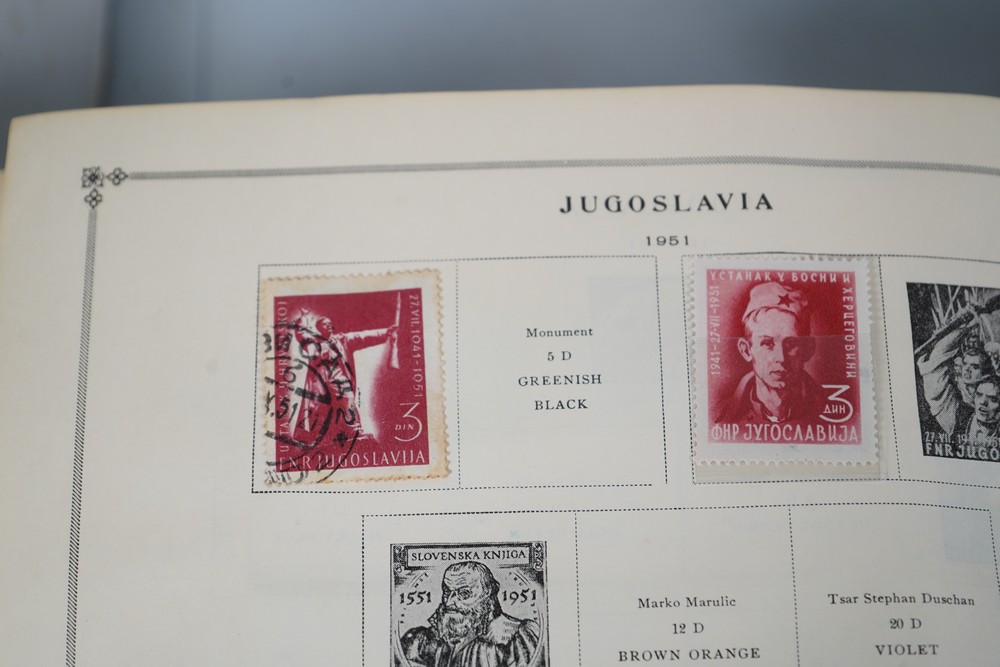 JUGOSLAVIA
1951
27.VII.1941-1951
3
DIN
FNR JUGOSLAVIJA
Monument
5 D
GREENISH
BLACK
УСТАНАК У БОСНИ И ХЕРЦЕГОВИНИ
1941-27-VII-1951
3
ДИН
ФНР ЈУГОСЛАВИЈА
27.VII.
FNR JUGO
SLOVENSKA KNJIGA
1551 1951
Marko Marulic
12 D
BROWN ORANGE
Tsar Stephan Duschan
20 D
VIOLET